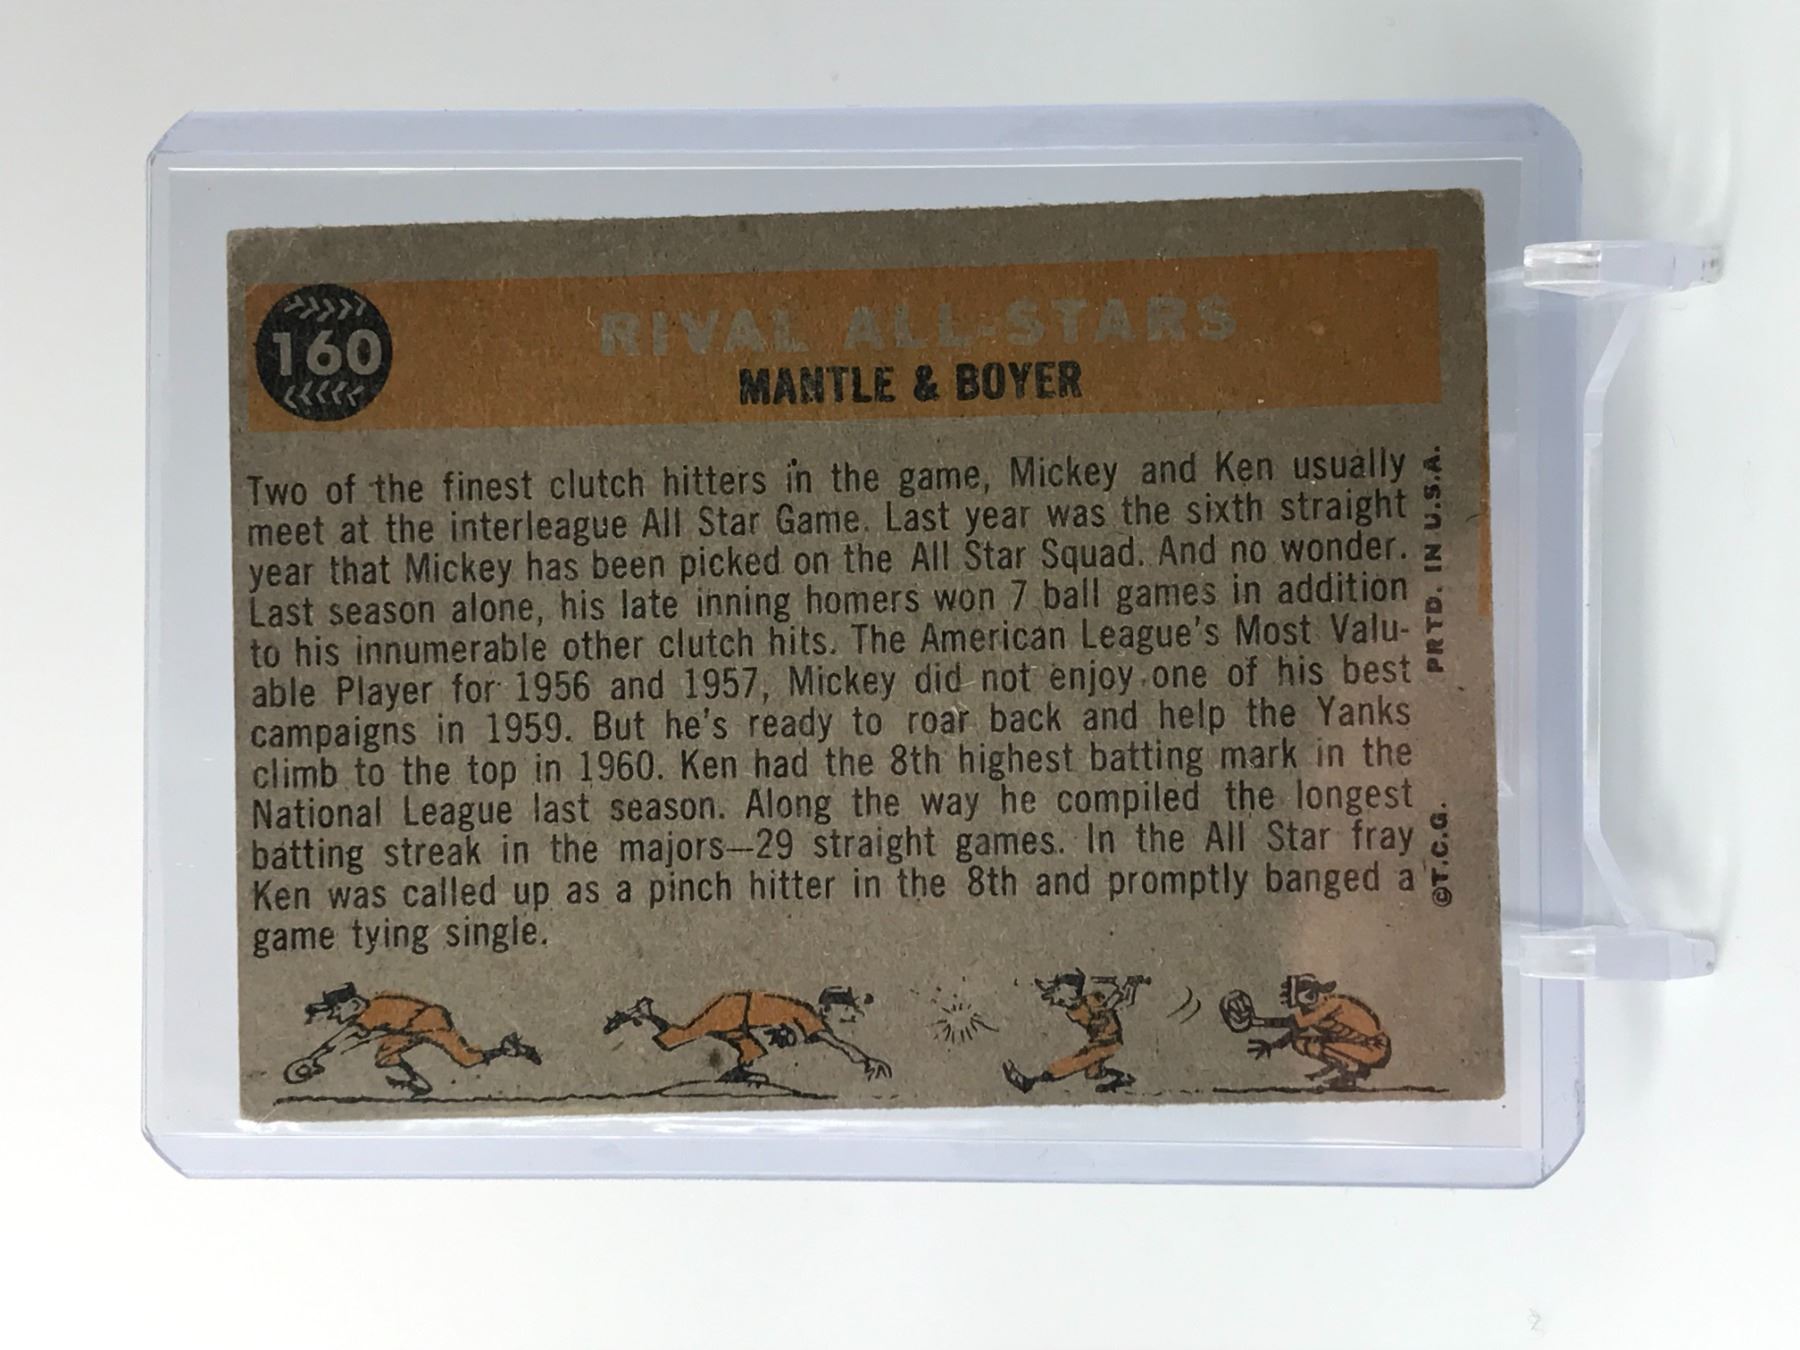 160
RIVAL ALL-STARS
MANTLE & BOYER
Two of the finest clutch hitters in the game, Mickey and Ken usually
meet at the interleague All Star Game. Last year was the sixth straight
year that Mickey has been picked on the All Star Squad. And no wonder.
Last season alone, his late inning homers won 7 ball games in addition
to his innumerable other clutch hits. The American League's Most Valu-
able Player for 1956 and 1957, Mickey did not enjoy one of his best
campaigns in 1959. But he's ready to roar back and help the Yanks
climb to the top in 1960. Ken had the 8th highest batting mark in the
National League last season. Along the way he compiled the longest
batting streak in the majors—29 straight games. In the All Star fray
Ken was called up as a pinch hitter in the 8th and promptly banged a
game tying single.
©T.C.G. PRTD. IN U.S.A.